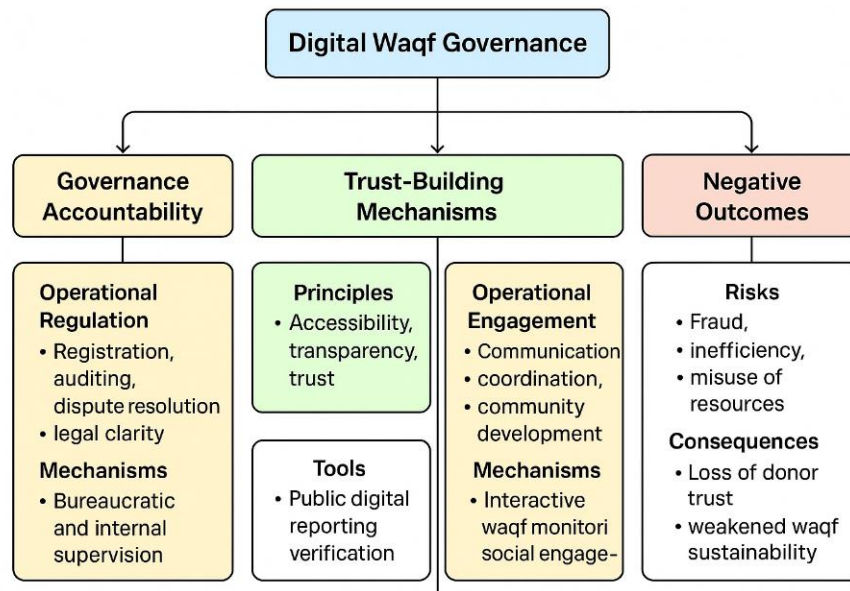 Digital Waqf Governance
Governance
Accountability
Trust-Building
Mechanisms
Negative
Outcomes
Operational
Regulation
• Registration,
auditing,
dispute resolution
• legal clarity
Mechanisms
• Bureaucratic
and internal
supervision
Principles
• Accessibility,
transparency,
trust
Tools
• Public digital
reporting
verification
Operational
Engagement
• Communication
• coordination,
• community
development
Mechanisms
• Interactive
waqf monitori
social engage-
Risks
• Fraud,
• inefficiency,
• misuse of
resources
Consequences
• Loss of donor
trust
• weakened waqf
sustainability